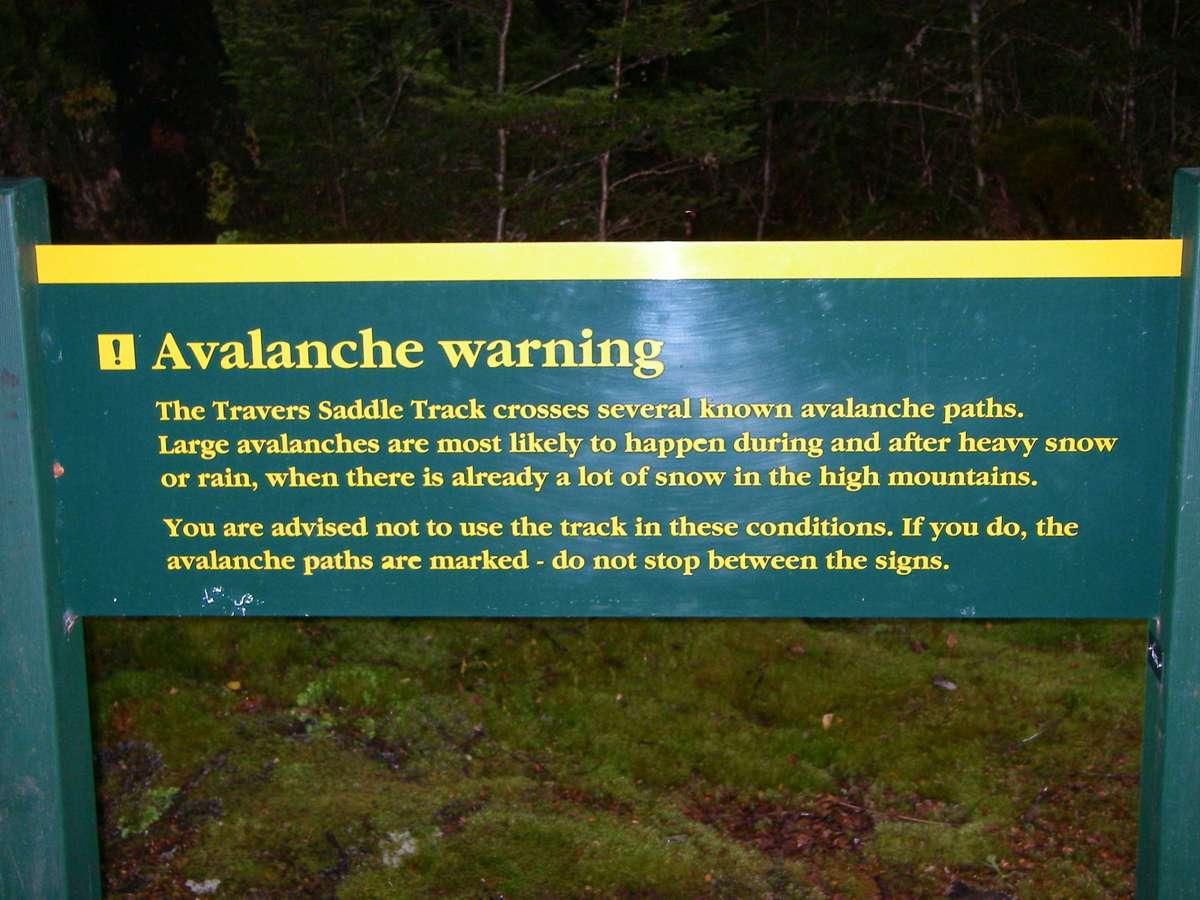 ! Avalanche warning
The Travers Saddle Track crosses several known avalanche paths.
Large avalanches are most likely to happen during and after heavy snow
or rain, when there is already a lot of snow in the high mountains.
You are advised not to use the track in these conditions. If you do, the
avalanche paths are marked - do not stop between the signs.